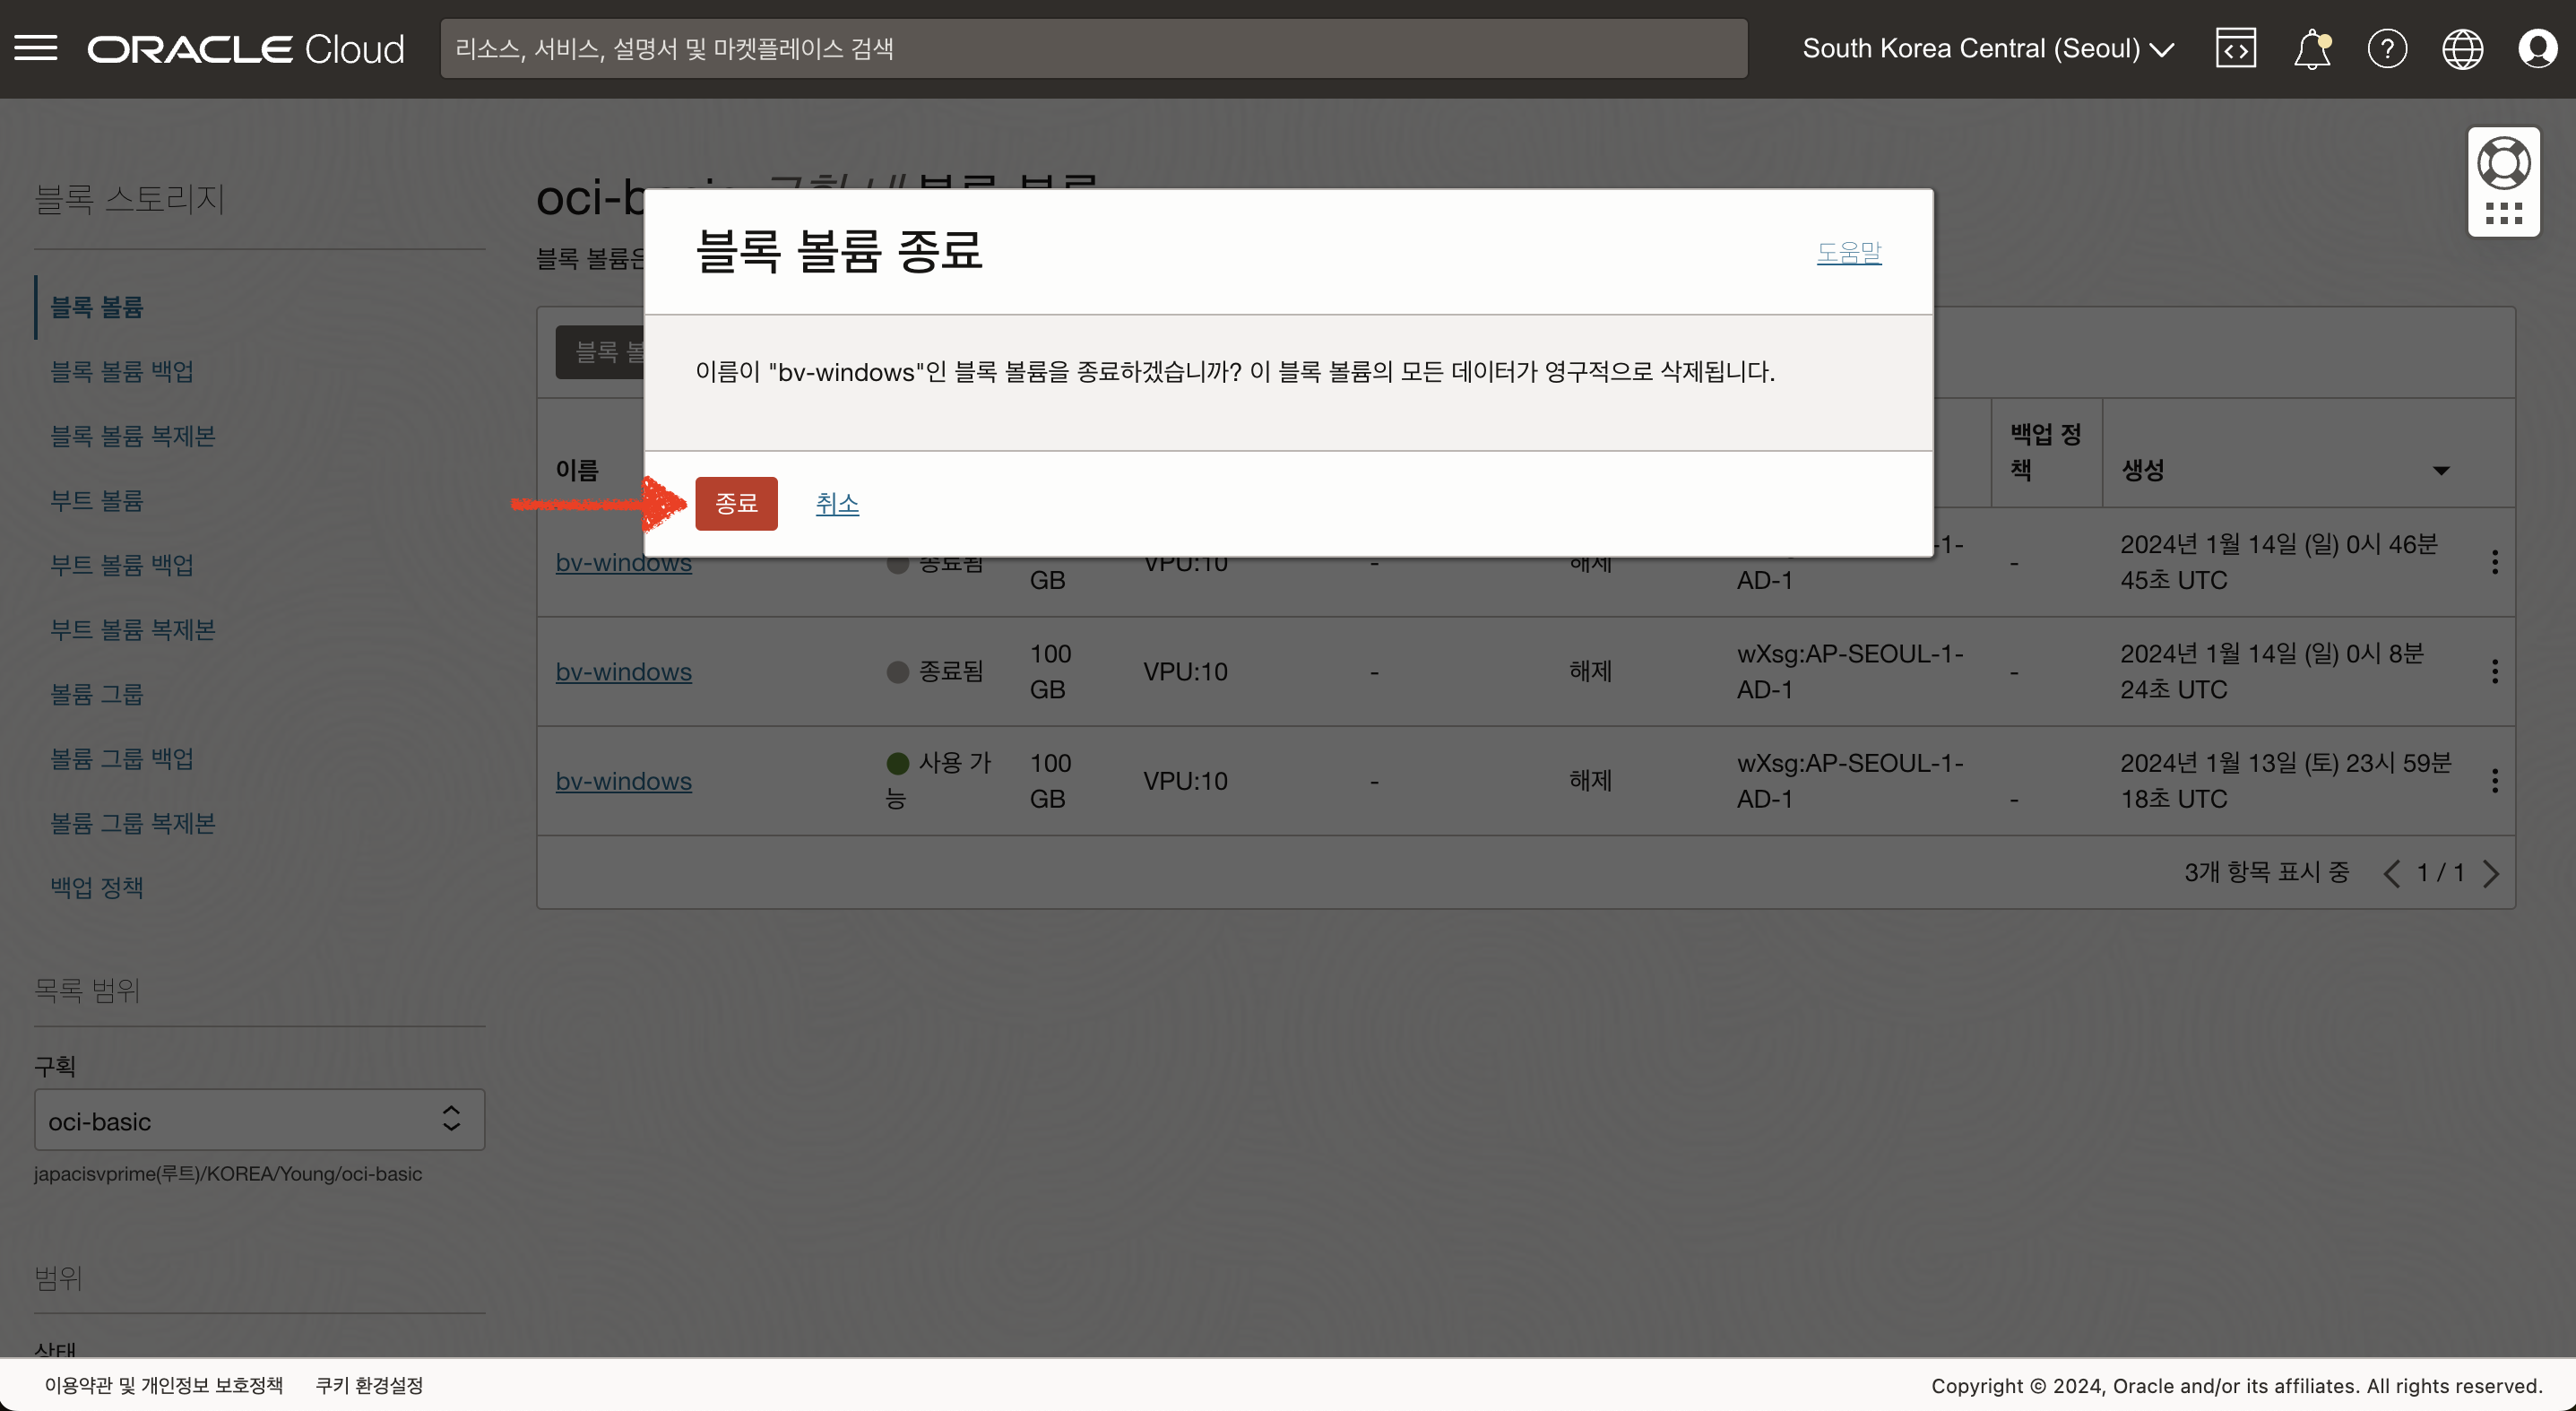 ORACLE Cloud
리소스, 서비스, 설명서 및 마켓플레이스 검색
South Korea Central (Seoul)
블록 스토리지
블록 볼륨
블록 볼륨 백업
블록 볼륨 복제본
부트 볼륨
부트 볼륨 백업
부트 볼륨 복제본
볼륨 그룹
볼륨 그룹 백업
볼륨 그룹 복제본
백업 정책
목록 범위
구획
oci-basic
japacisvprime(루트)/KOREA/Young/oci-basic
범위
상태
블록 볼륨은
블록 볼륨 종료
도움말
이름이 "bv-windows"인 블록 볼륨을 종료하겠습니까? 이 블록 볼륨의 모든 데이터가 영구적으로 삭제됩니다.
종료 취소
이름
백업 정
책
생성
bv-windows 종료됨 GB VPU:10 - 해제 -1-
AD-1 - 2024년 1월 14일 (일) 0시 46분
45초 UTC
bv-windows 종료됨 100
GB VPU:10 - 해제 wXsg:AP-SEOUL-1-
AD-1 - 2024년 1월 14일 (일) 0시 8분
24초 UTC
bv-windows 사용 가
능 100
GB VPU:10 - 해제 wXsg:AP-SEOUL-1-
AD-1 - 2024년 1월 13일 (토) 23시 59분
18초 UTC
3개 항목 표시 중 1 / 1
이용약관 및 개인정보 보호정책 쿠키 환경설정
Copyright © 2024, Oracle and/or its affiliates. All rights reserved.